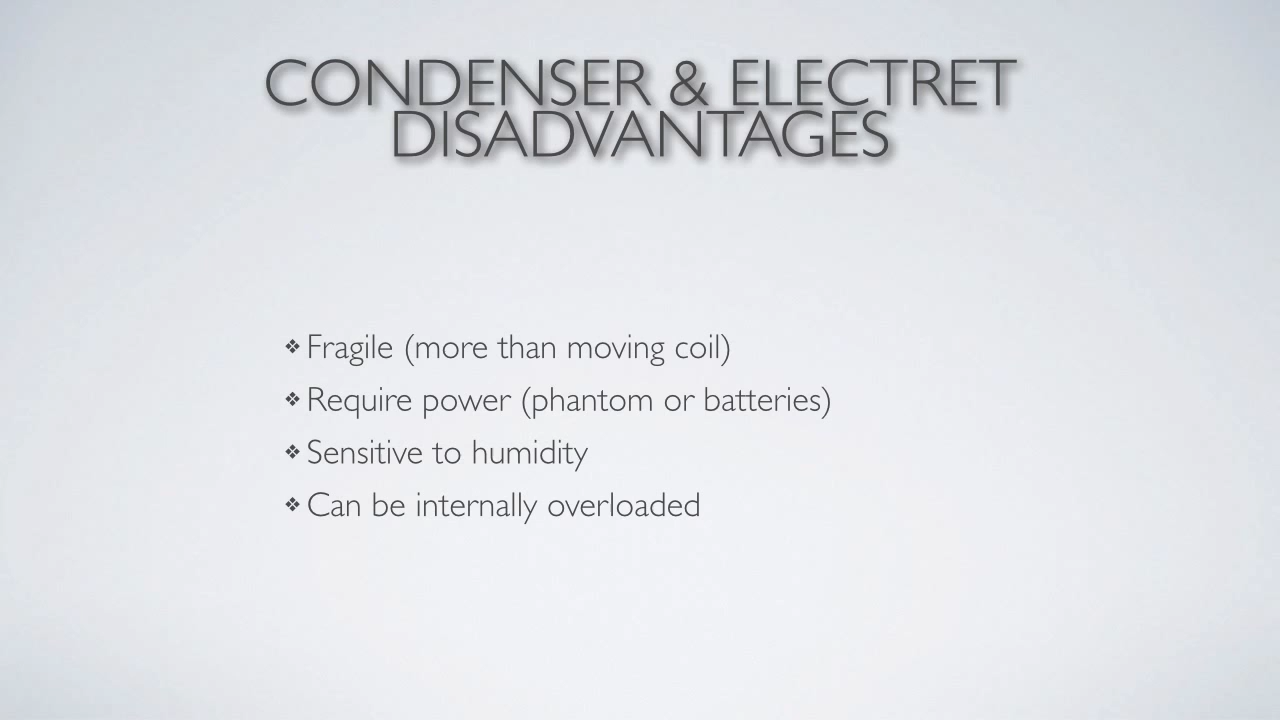 CONDENSER & ELECTRET
DISADVANTAGES
❖ Fragile (more than moving coil)
❖ Require power (phantom or batteries)
❖ Sensitive to humidity
❖ Can be internally overloaded